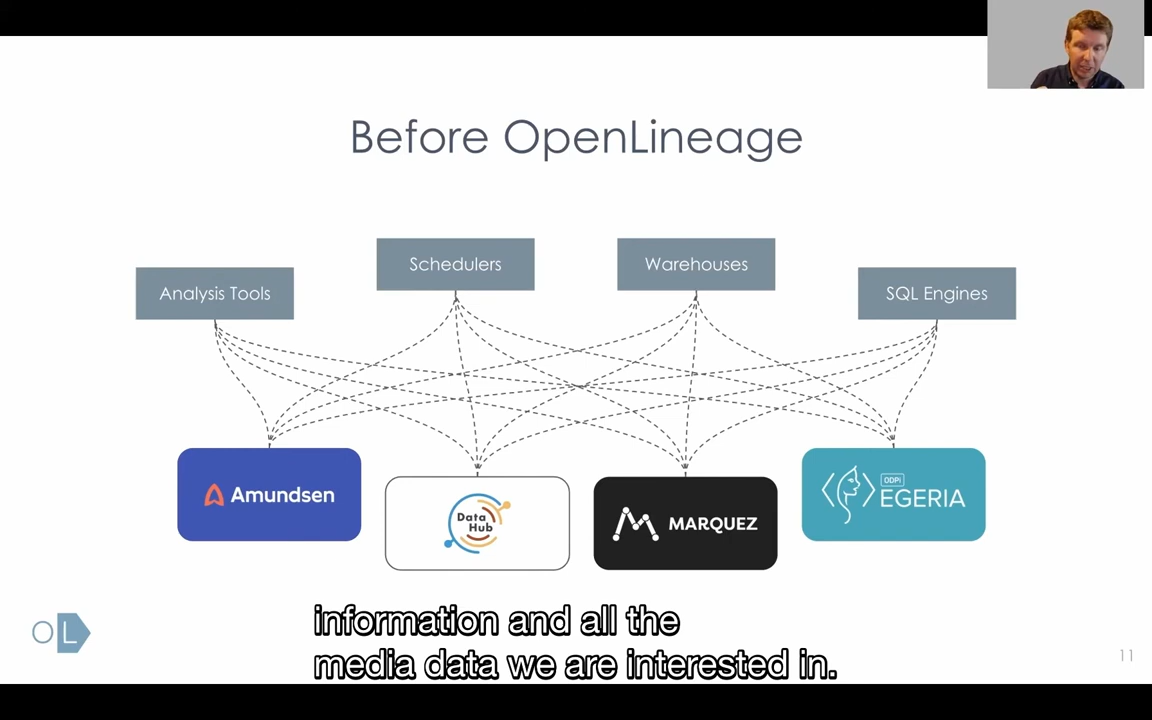 Before OpenLineage
Schedulers
Warehouses
Analysis Tools
SQL Engines
Amundsen
Data
Hub
MARQUEZ
ODPi
EGERIA
OL
information and all the
media data we are interested in.
11